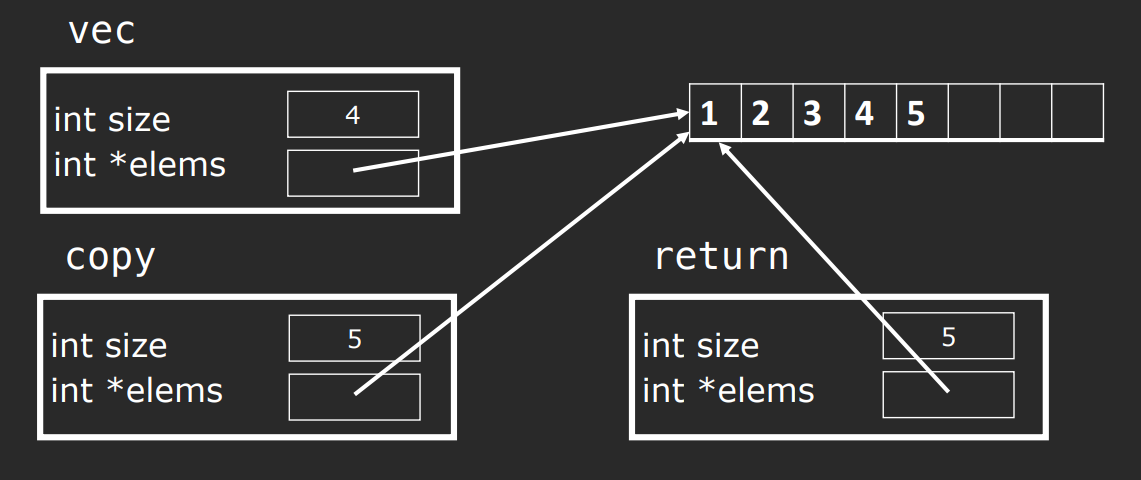 vec
int size 4
int *elems
1 2 3 4 5
copy
int size 5
int *elems
return
int size 5
int *elems